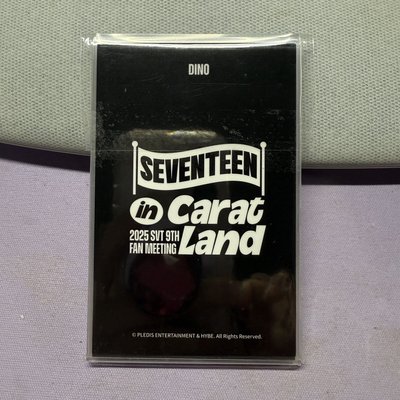 DINO
SEVENTEEN
in Carat
2025 SVT 9TH
FAN MEETING
Land
© PLEDIS ENTERTAINMENT & HYBE. All Rights Reserved.